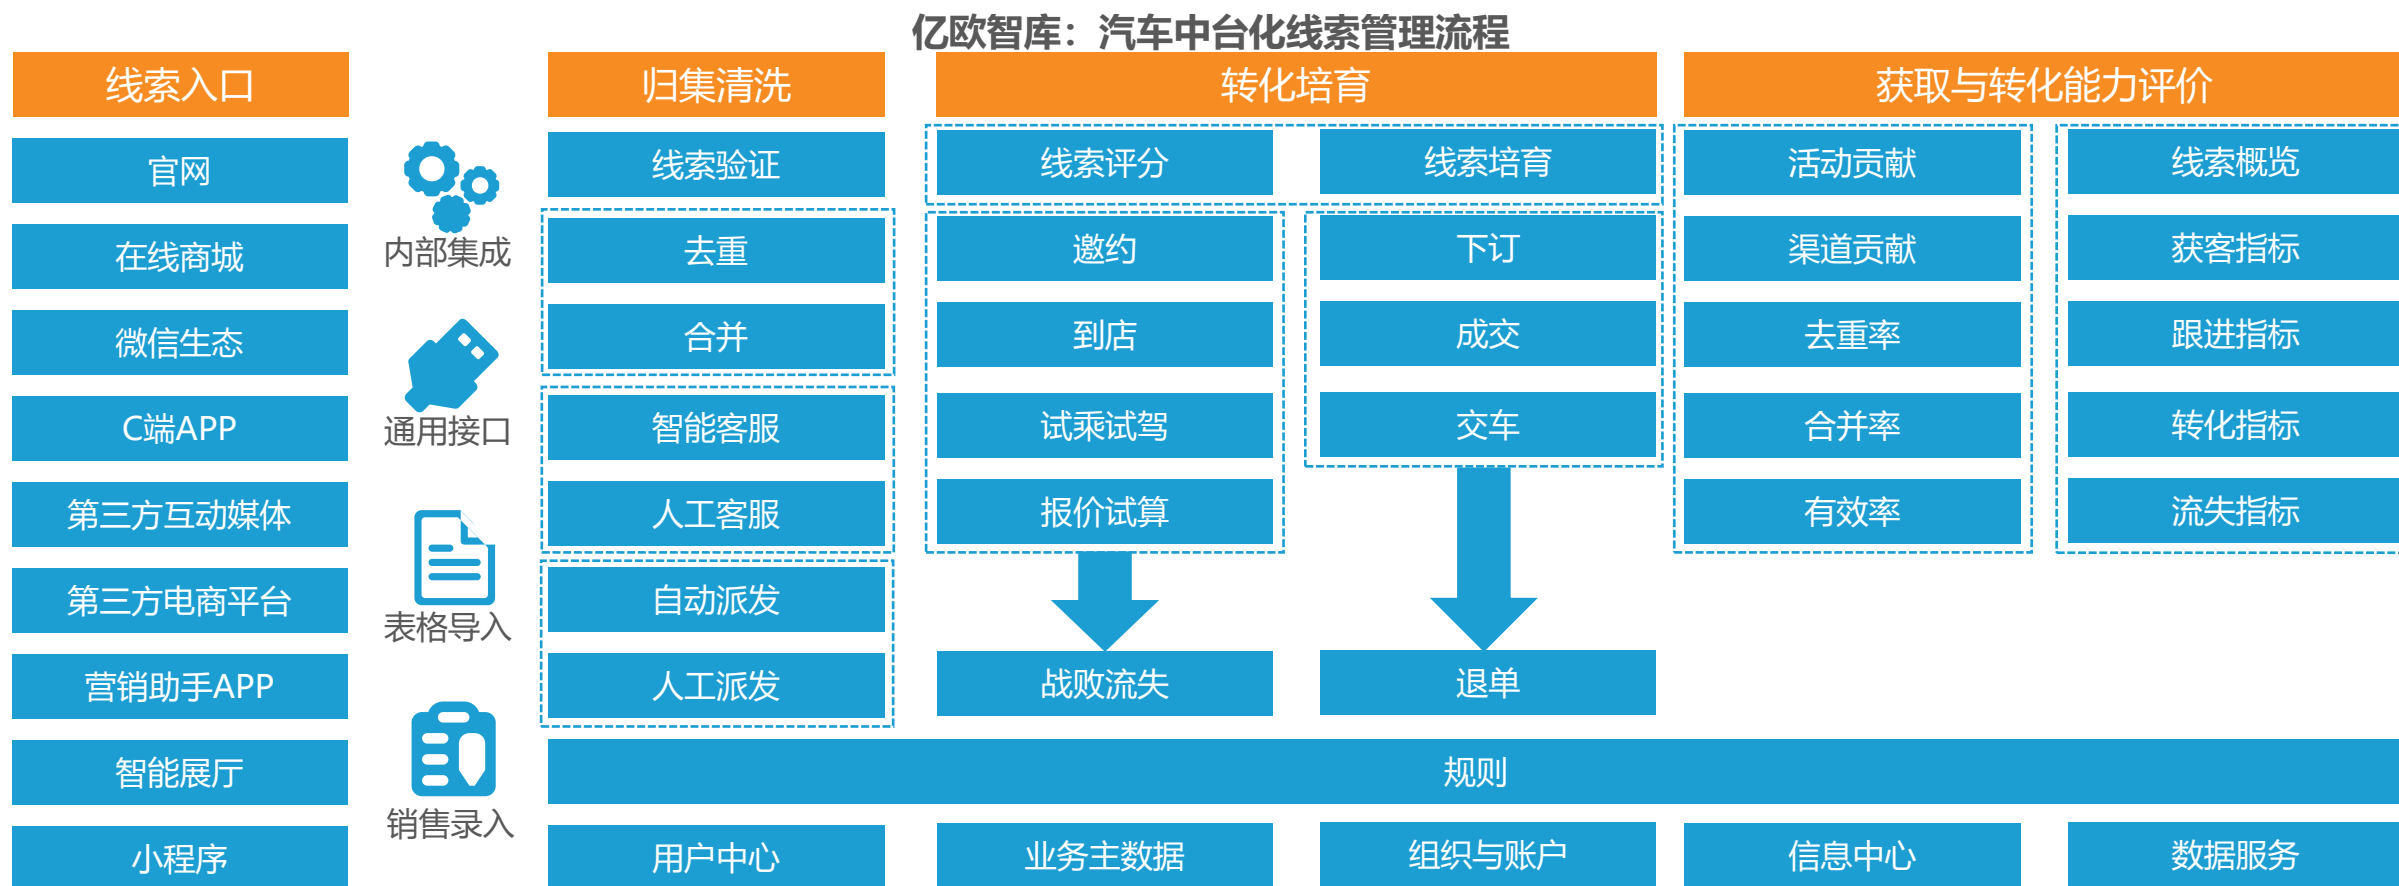 亿欧智库：汽车中台化线索管理流程
线索入口
官网
在线商城
微信生态
C端APP
第三方互动媒体
第三方电商平台
营销助手APP
智能展厅
小程序
内部集成
通用接口
表格导入
销售录入
归集清洗
线索验证
去重
合并
智能客服
人工客服
自动派发
人工派发
转化培育
线索评分
线索培育
邀约
到店
试乘试驾
报价试算
战败流失
下订
成交
交车
退单
获取与转化能力评价
活动贡献
渠道贡献
去重率
合并率
有效率
线索概览
获客指标
跟进指标
转化指标
流失指标
规则
用户中心
业务主数据
组织与账户
信息中心
数据服务